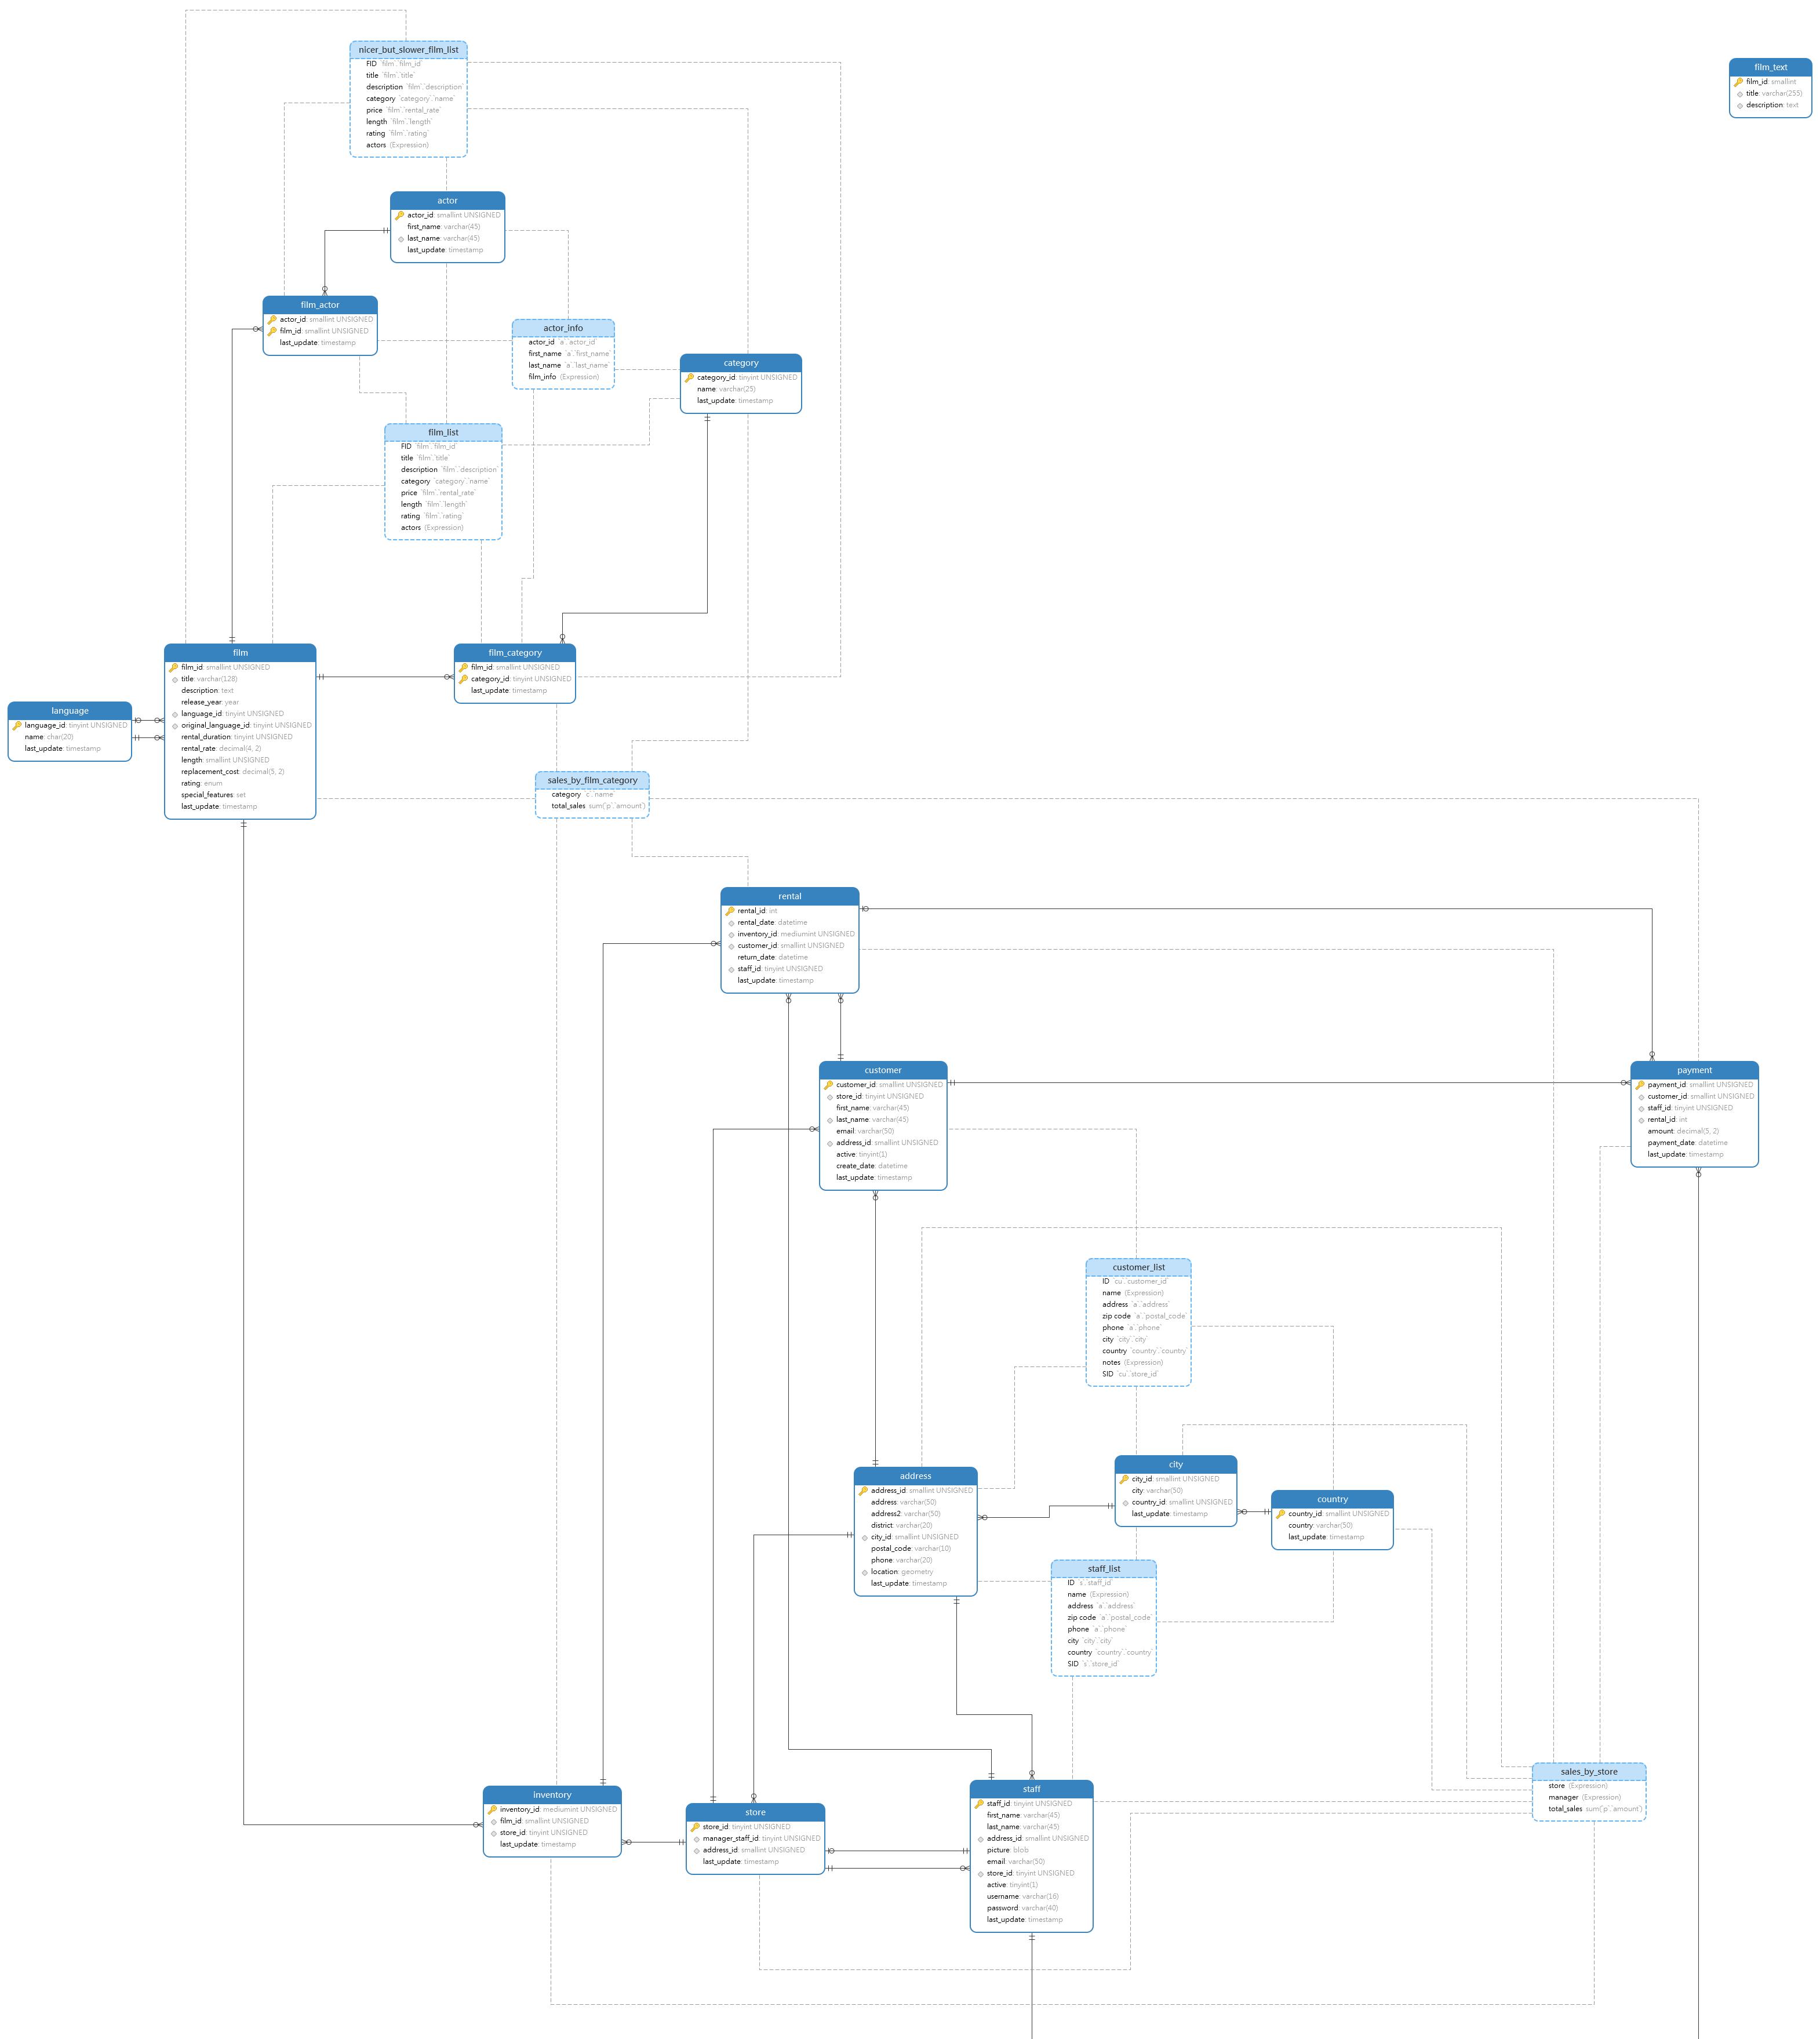 nicer_but_slower_film_list
FID `film`.`film_id`
title `film`.`title`
description `film`.`description`
category `category`.`name`
price `film`.`rental_rate`
length `film`.`length`
rating `film`.`rating`
actors (Expression)
film_text
film_id: smallint
title: varchar(255)
description: text
actor
actor_id: smallint UNSIGNED
first_name: varchar(45)
last_name: varchar(45)
last_update: timestamp
film_actor
actor_id: smallint UNSIGNED
film_id: smallint UNSIGNED
last_update: timestamp
actor_info
actor_id `a`.`actor_id`
first_name `a`.`first_name`
last_name `a`.`last_name`
film_info (Expression)
category
category_id: tinyint UNSIGNED
name: varchar(25)
last_update: timestamp
film_list
FID `film`.`film_id`
title `film`.`title`
description `film`.`description`
category `category`.`name`
price `film`.`rental_rate`
length `film`.`length`
rating `film`.`rating`
actors (Expression)
film
film_id: smallint UNSIGNED
title: varchar(128)
description: text
release_year: year
language_id: tinyint UNSIGNED
original_language_id: tinyint UNSIGNED
rental_duration: tinyint UNSIGNED
rental_rate: decimal(4, 2)
length: smallint UNSIGNED
replacement_cost: decimal(5, 2)
rating: enum
special_features: set
last_update: timestamp
film_category
film_id: smallint UNSIGNED
category_id: tinyint UNSIGNED
last_update: timestamp
language
language_id: tinyint UNSIGNED
name: char(20)
last_update: timestamp
sales_by_film_category
category `c`.`name`
total_sales sum(`p`.`amount`)
rental
rental_id: int
rental_date: datetime
inventory_id: mediumint UNSIGNED
customer_id: smallint UNSIGNED
return_date: datetime
staff_id: tinyint UNSIGNED
last_update: timestamp
customer
customer_id: smallint UNSIGNED
store_id: tinyint UNSIGNED
first_name: varchar(45)
last_name: varchar(45)
email: varchar(50)
address_id: smallint UNSIGNED
active: tinyint(1)
create_date: datetime
last_update: timestamp
payment
payment_id: smallint UNSIGNED
customer_id: smallint UNSIGNED
staff_id: tinyint UNSIGNED
rental_id: int
amount: decimal(5, 2)
payment_date: datetime
last_update: timestamp
customer_list
ID `cu`.`customer_id`
name (Expression)
address `a`.`address`
zip code `a`.`postal_code`
phone `a`.`phone`
city `city`.`city`
country `country`.`country`
notes (Expression)
SID `cu`.`store_id`
address
address_id: smallint UNSIGNED
address: varchar(50)
address2: varchar(50)
district: varchar(20)
city_id: smallint UNSIGNED
postal_code: varchar(10)
phone: varchar(20)
location: geometry
last_update: timestamp
city
city_id: smallint UNSIGNED
city: varchar(50)
country_id: smallint UNSIGNED
last_update: timestamp
country
country_id: smallint UNSIGNED
country: varchar(50)
last_update: timestamp
staff_list
ID `s`.`staff_id`
name (Expression)
address `a`.`address`
zip code `a`.`postal_code`
phone `a`.`phone`
city `city`.`city`
country `country`.`country`
SID `s`.`store_id`
sales_by_store
store (Expression)
manager (Expression)
total_sales sum(`p`.`amount`)
inventory
inventory_id: mediumint UNSIGNED
film_id: smallint UNSIGNED
store_id: tinyint UNSIGNED
last_update: timestamp
store
store_id: tinyint UNSIGNED
manager_staff_id: tinyint UNSIGNED
address_id: smallint UNSIGNED
last_update: timestamp
staff
staff_id: tinyint UNSIGNED
first_name: varchar(45)
last_name: varchar(45)
address_id: smallint UNSIGNED
picture: blob
email: varchar(50)
store_id: tinyint UNSIGNED
active: tinyint(1)
username: varchar(16)
password: varchar(40)
last_update: timestamp